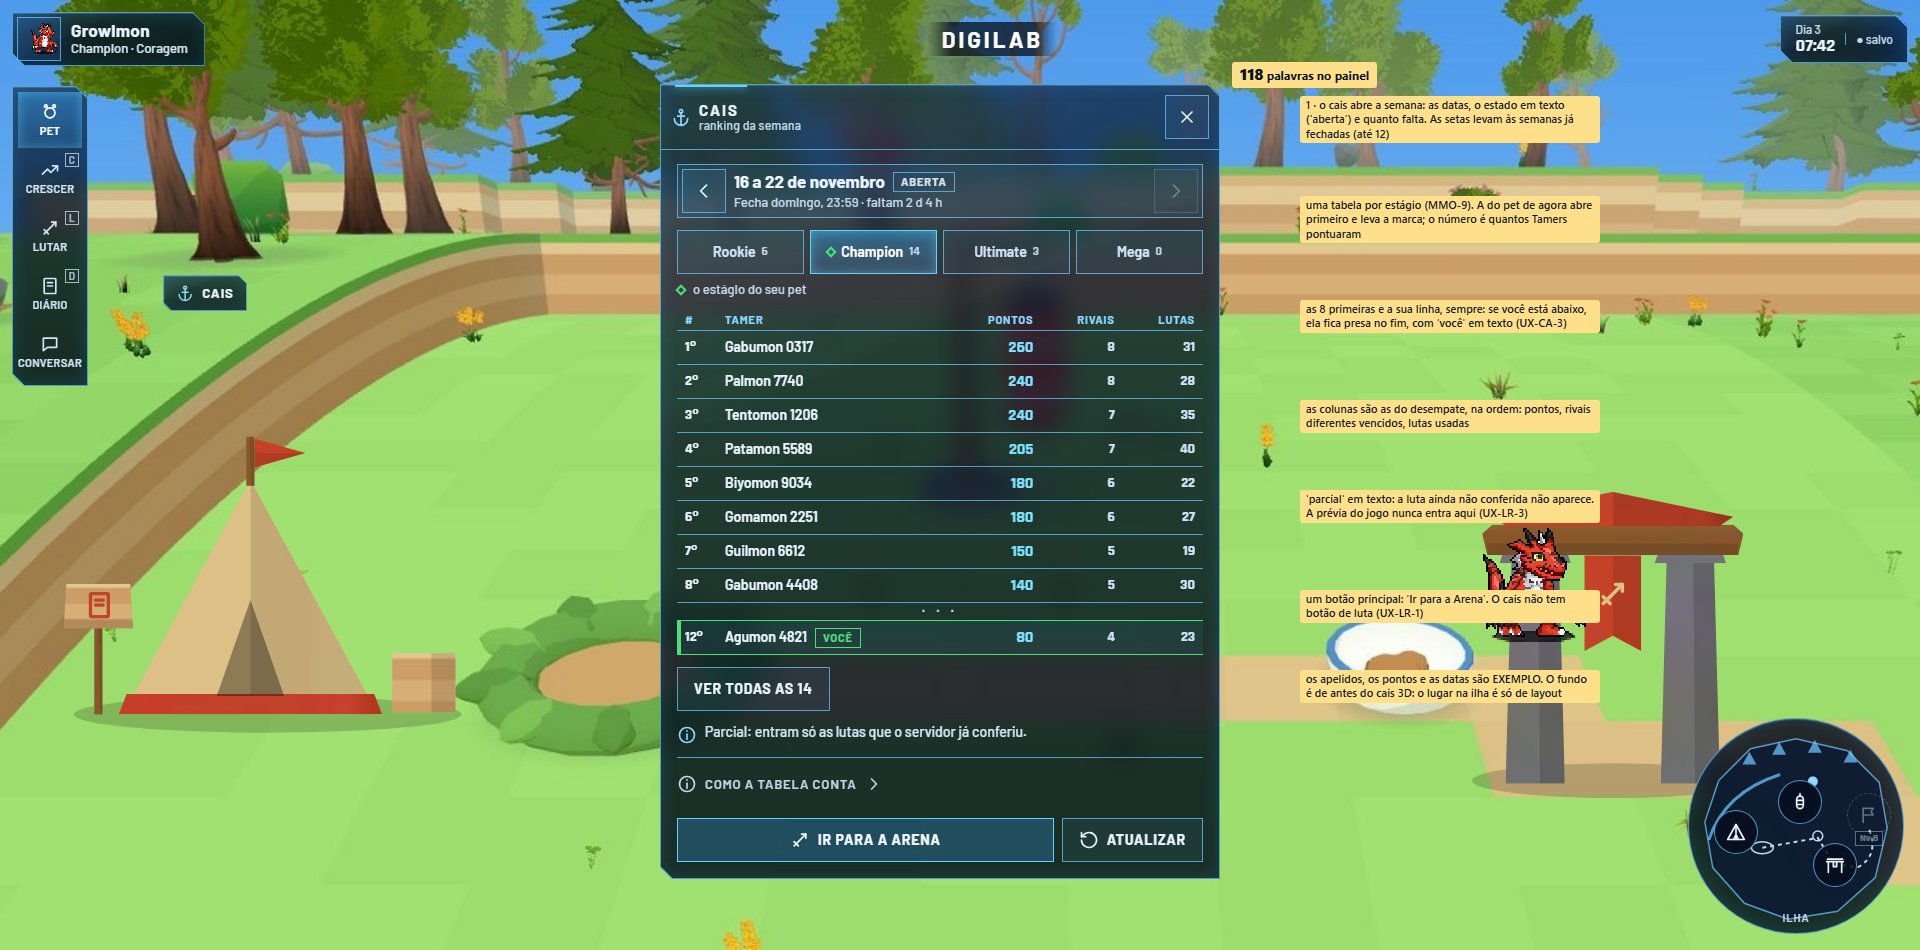 Growlmon
Champion · Coragem
DIGILAB
Dia 3
07:42
salvo
PET
C
CRESCER
L
LUTAR
D
DIÁRIO
CONVERSAR
CAIS
CAIS
ranking da semana
16 a 22 de novembro ABERTA
Fecha domingo, 23:59 · faltam 2 d 4 h
Rookie 6
Champion 14
Ultimate 3
Mega 0
o estágio do seu pet
# TAMER PONTOS RIVAIS LUTAS
1º Gabumon 0317 260 8 31
2º Palmon 7740 240 8 28
3º Tentomon 1206 240 7 35
4º Patamon 5589 205 7 40
5º Biyomon 9034 180 6 22
6º Gomamon 2251 180 6 27
7º Guilmon 6612 150 5 19
8º Gabumon 4408 140 5 30
· · ·
12º Agumon 4821 VOCÊ 80 4 23
VER TODAS AS 14
Parcial: entram só as lutas que o servidor já conferiu.
COMO A TABELA CONTA
IR PARA A ARENA
ATUALIZAR
118 palavras no painel
1 · o cais abre a semana: as datas, o estado em texto
('aberta') e quanto falta. As setas levam às semanas já
fechadas (até 12)
uma tabela por estágio (MMO-9). A do pet de agora abre
primeiro e leva a marca; o número é quantos Tamers
pontuaram
as 8 primeiras e a sua linha, sempre: se você está abaixo,
ela fica presa no fim, com 'você' em texto (UX-CA-3)
as colunas são as do desempate, na ordem: pontos, rivais
diferentes vencidos, lutas usadas
'parcial' em texto: a luta ainda não conferida não aparece.
A prévia do jogo nunca entra aqui (UX-LR-3)
um botão principal: 'Ir para a Arena'. O cais não tem
botão de luta (UX-LR-1)
os apelidos, os pontos e as datas são EXEMPLO. O fundo
é de antes do cais 3D: o lugar na ilha é só de layout
ILHA